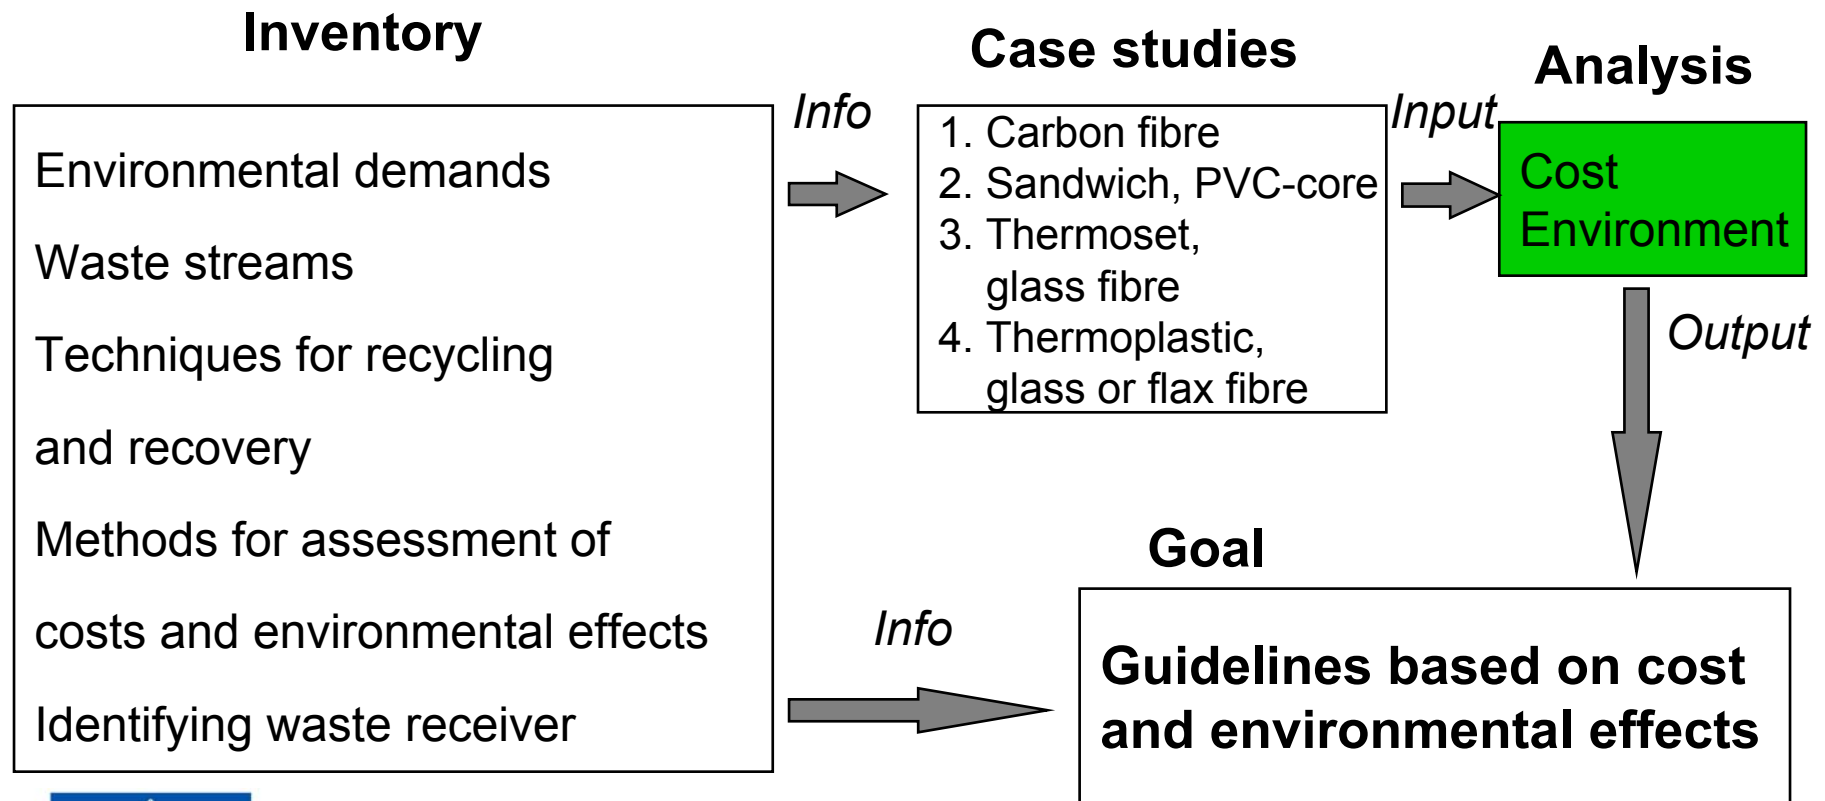 Inventory
Environmental demands
Waste streams
Techniques for recycling
and recovery
Methods for assessment of
costs and environmental effects
Identifying waste receiver
Info
Case studies
1. Carbon fibre
2. Sandwich, PVC-core
3. Thermoset,
glass fibre
4. Thermoplastic,
glass or flax fibre
Input
Analysis
Cost
Environment
Output
Info
Goal
Guidelines based on cost
and environmental effects